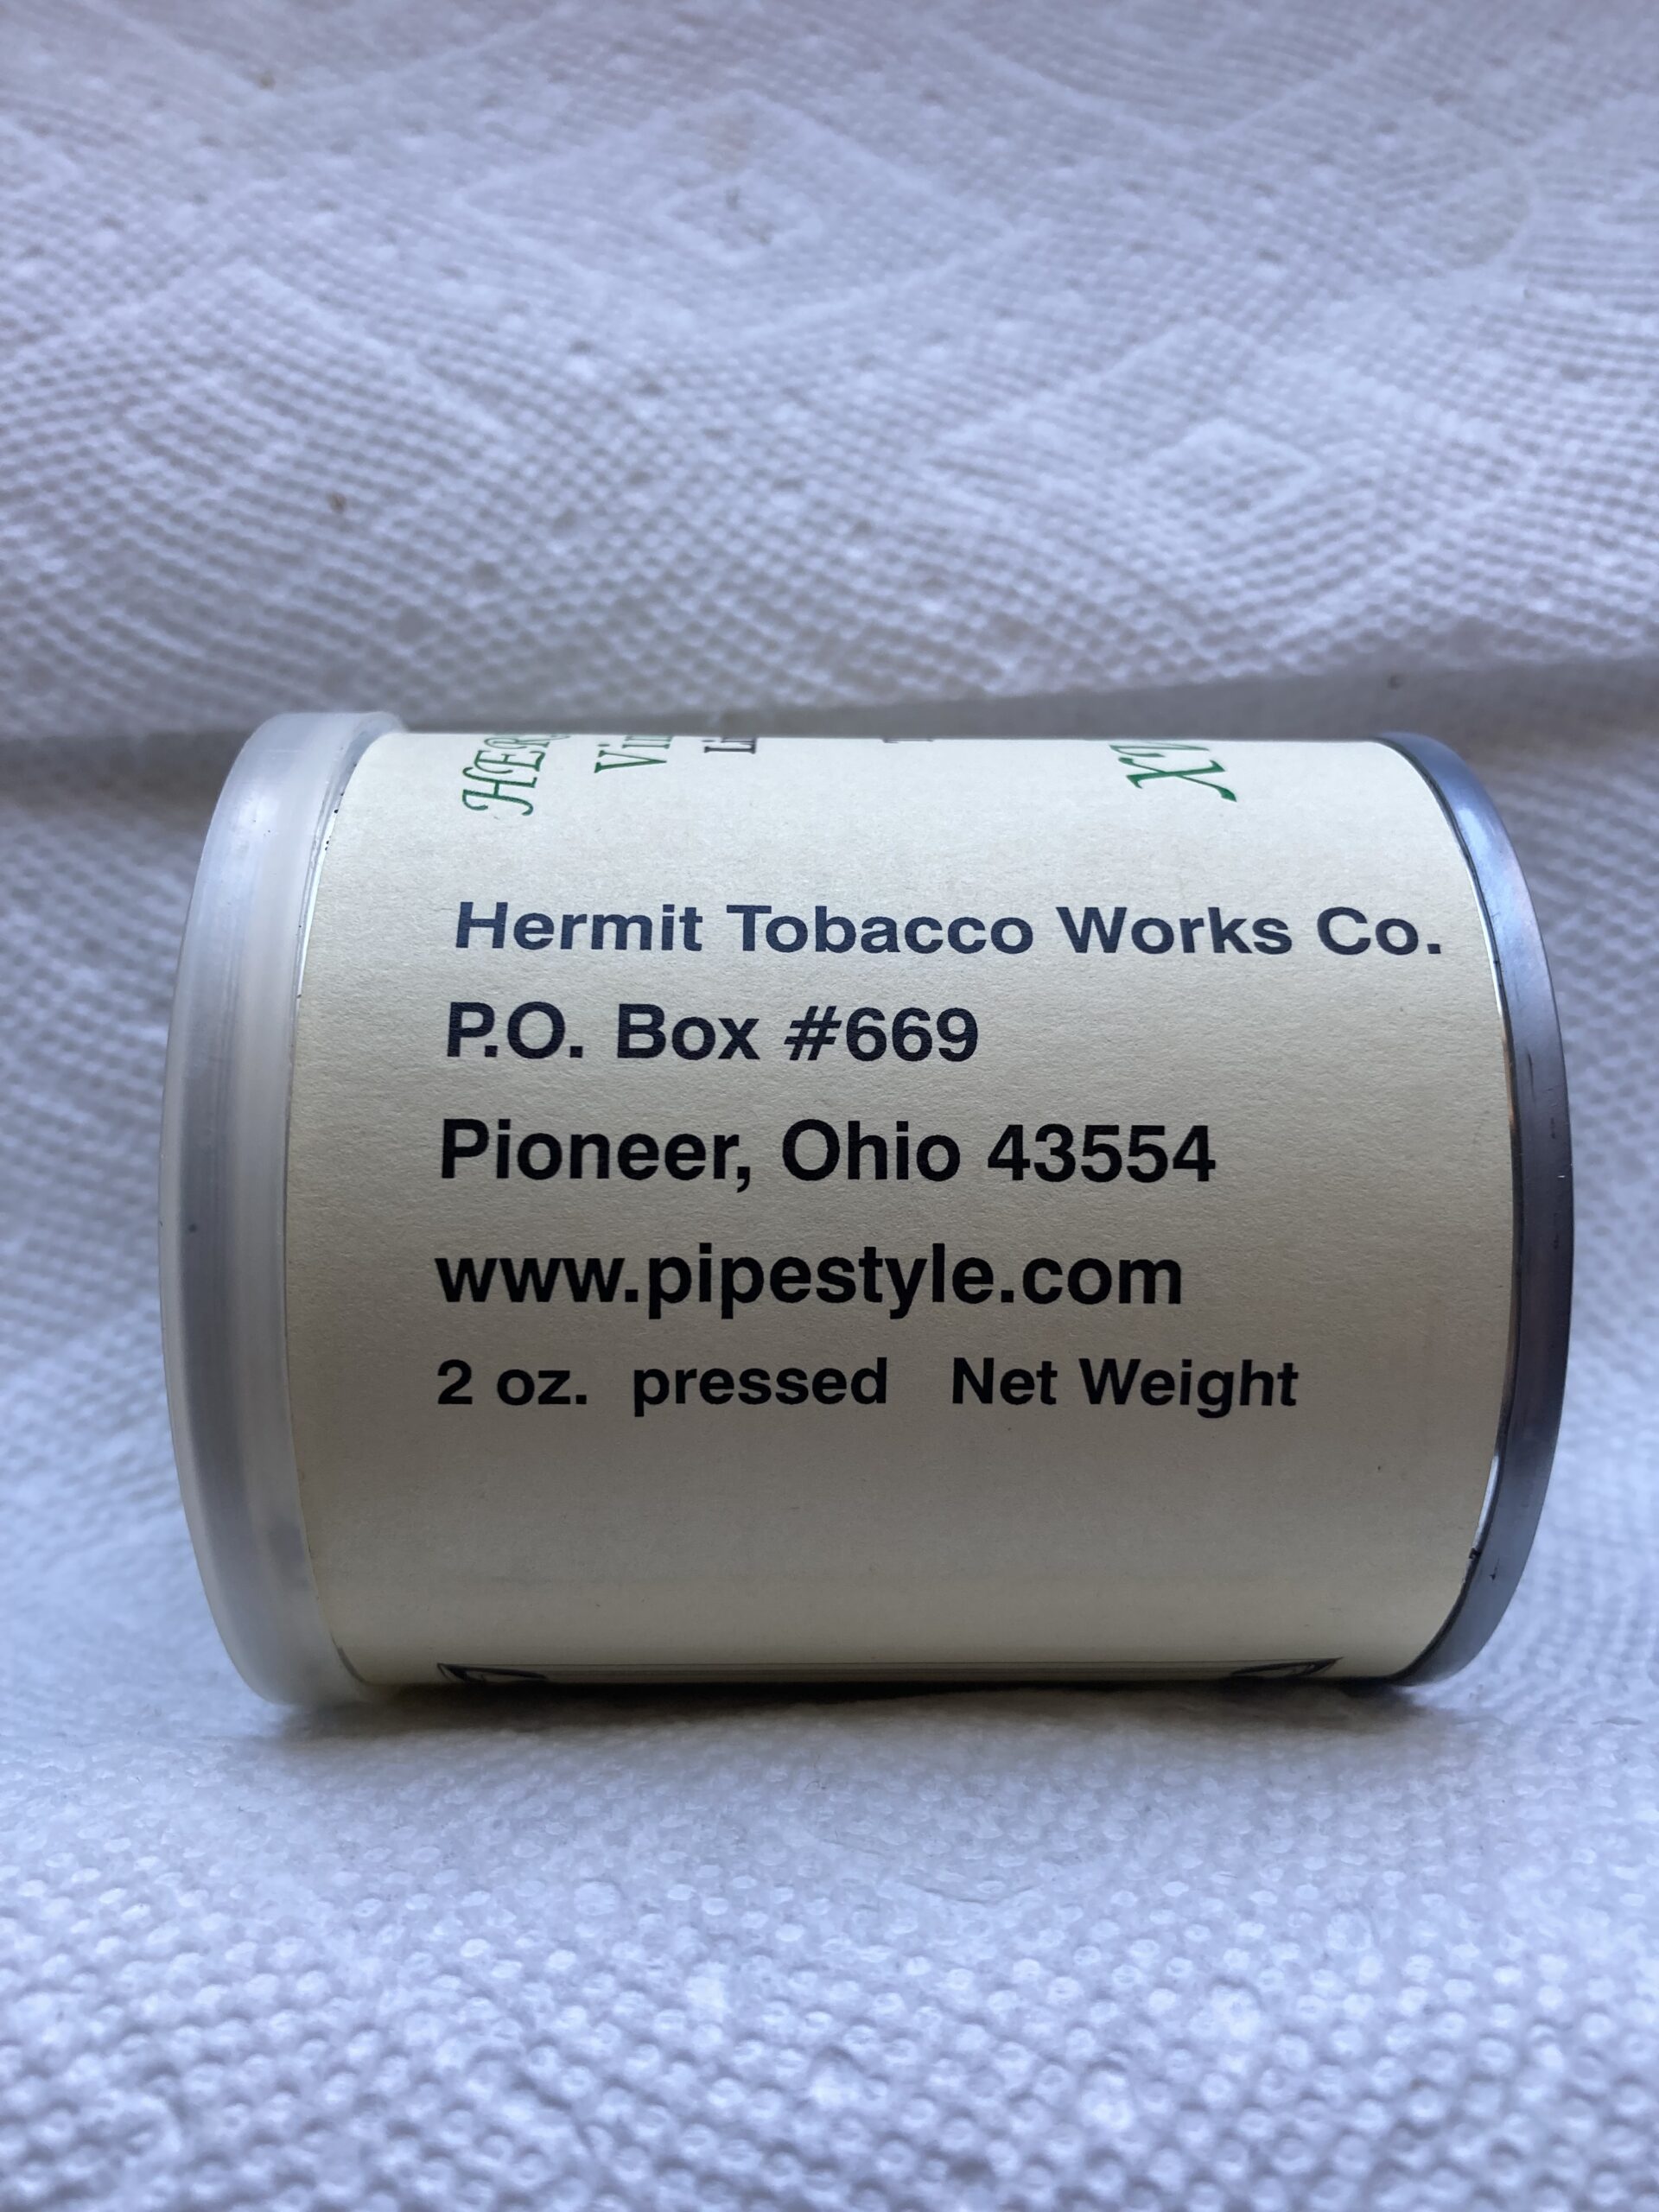 Hermit Tobacco Works Co.
P.O. Box #669
Pioneer, Ohio 43554
www.pipestyle.com
2 oz. pressed Net Weight